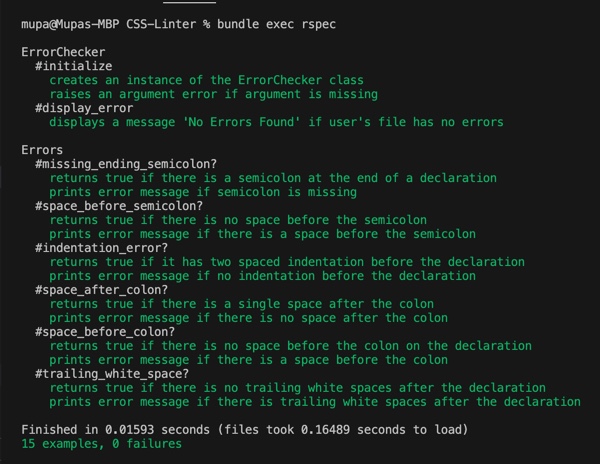 mupa@Mupas-MBP CSS-Linter % bundle exec rspec
ErrorChecker
#initialize
creates an instance of the ErrorChecker class
raises an argument error if argument is missing
#display_error
displays a message 'No Errors Found' if user's file has no errors
Errors
#missing_ending_semicolon?
returns true if there is a semicolon at the end of a declaration
prints error message if semicolon is missing
#space_before_semicolon?
returns true if there is no space before the semicolon
prints error message if there is a space before the semicolon
#indentation_error?
returns true if it has two spaced indentation before the declaration
prints error message if no indentation before the declaration
#space_after_colon?
returns true if there is a single space after the colon
prints error message if there is no space after the colon
#space_before_colon?
returns true if there is no space before the colon on the declaration
prints error message if there is a space before the colon
#trailing_white_space?
returns true if there is no trailing white spaces after the declaration
prints error message if there is trailing white spaces after the declaration
Finished in 0.01593 seconds (files took 0.16489 seconds to load)
15 examples, 0 failures